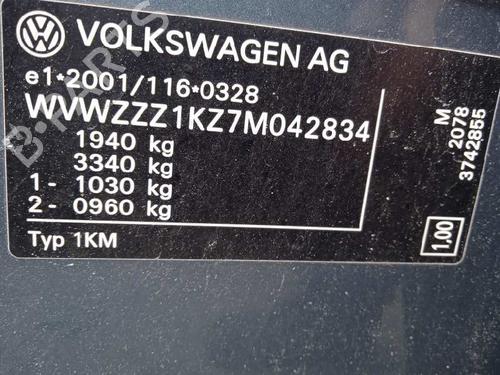 VOLKSWAGEN AG
e1*2001/116*0328
WVWZZZ1KZ7M042834
1940 kg
3340 kg
1 - 1030 kg
2 - 0960 kg
Typ 1KM
M
2078
3742855
1.00
B-PARTS